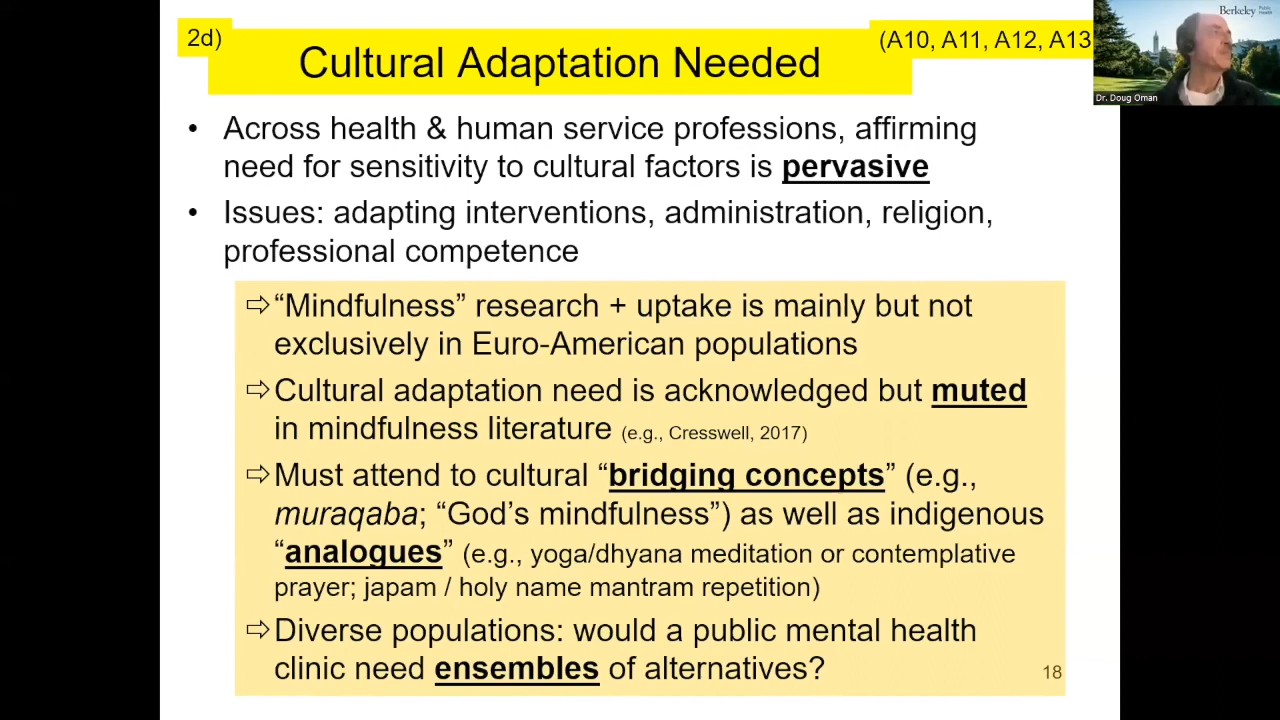 2d)
Cultural Adaptation Needed
(A10, A11, A12, A13
Berkeley Public Health
Dr. Doug Oman
• Across health & human service professions, affirming
need for sensitivity to cultural factors is pervasive
• Issues: adapting interventions, administration, religion,
professional competence
⇨“Mindfulness” research + uptake is mainly but not
exclusively in Euro-American populations
⇨Cultural adaptation need is acknowledged but muted
in mindfulness literature (e.g., Cresswell, 2017)
⇨Must attend to cultural “bridging concepts” (e.g.,
muraqaba; “God’s mindfulness”) as well as indigenous
“analogues” (e.g., yoga/dhyana meditation or contemplative
prayer; japam / holy name mantram repetition)
⇨Diverse populations: would a public mental health
clinic need ensembles of alternatives?
18